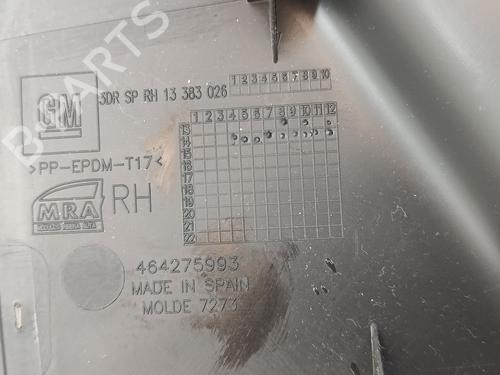 B-PARTS
GM
3DR SP RH 13 383 026
1 2 3 4 5 6 7 8 9 10
1 2 3 4 5 6 7 8 9 10 11 12
13
14
15
16
17
18
19
20
21
22
>PP-EPDM-T17<
MRA
RH
464275993
MADE IN SPAIN
MOLDE 7273